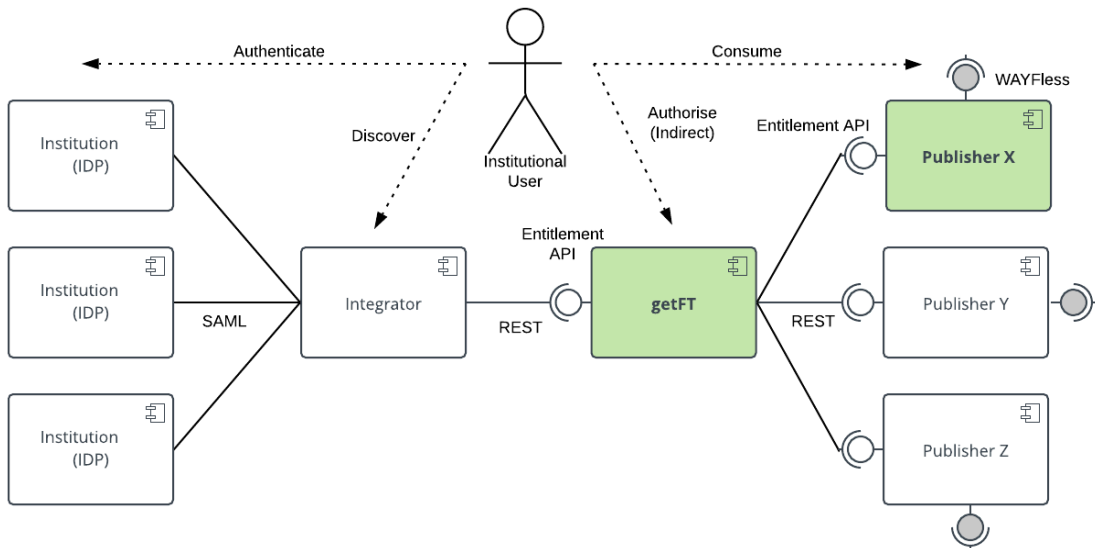 Authenticate
Consume
WAYFless
Discover
Authorise
(Indirect)
Entitlement API
Institution
(IDP)
Institutional
User
Publisher X
Entitlement
API
Institution
(IDP)
SAML
Integrator
REST
getFT
REST
Publisher Y
Institution
(IDP)
Publisher Z